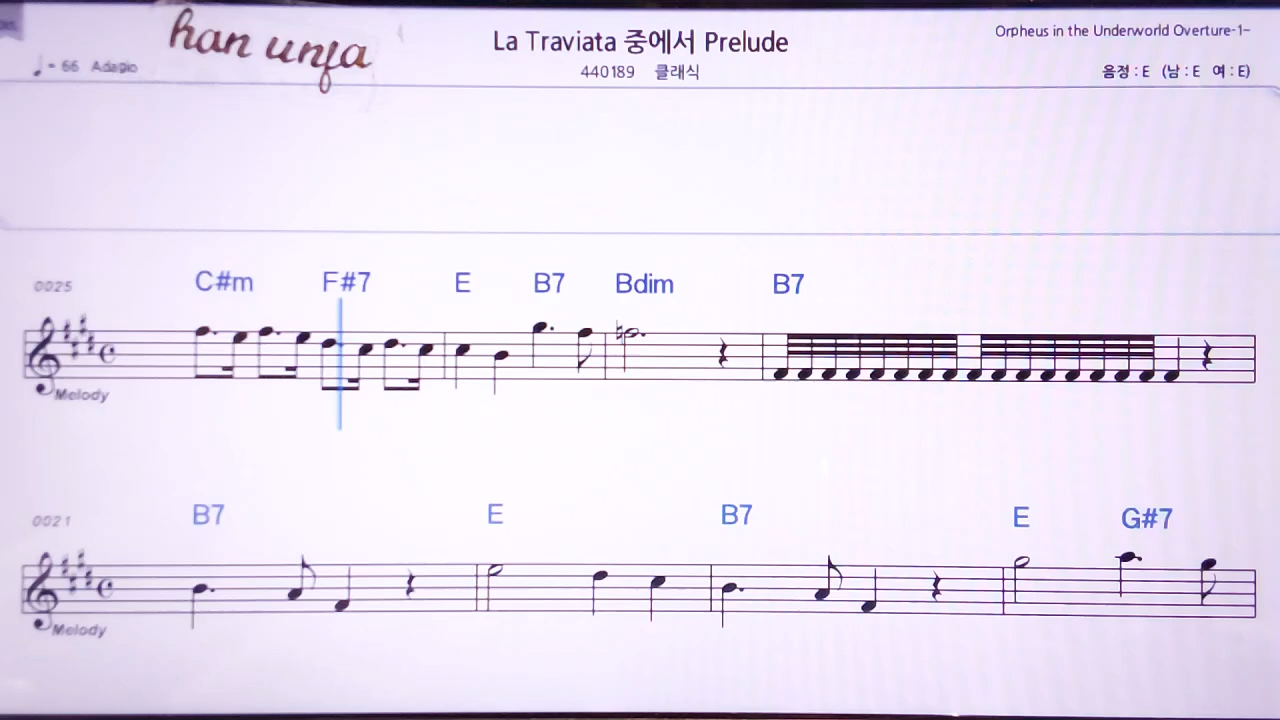 han unfa
La Traviata 중에서 Prelude
Orpheus in the Underworld Overture-1~
♩= 66 Adagio
440189 클래식
음정 : E (남 : E 여 : E)
0025 C#m F#7 E B7 Bdim B7
Melody
0021 B7 E B7 E G#7
Melody